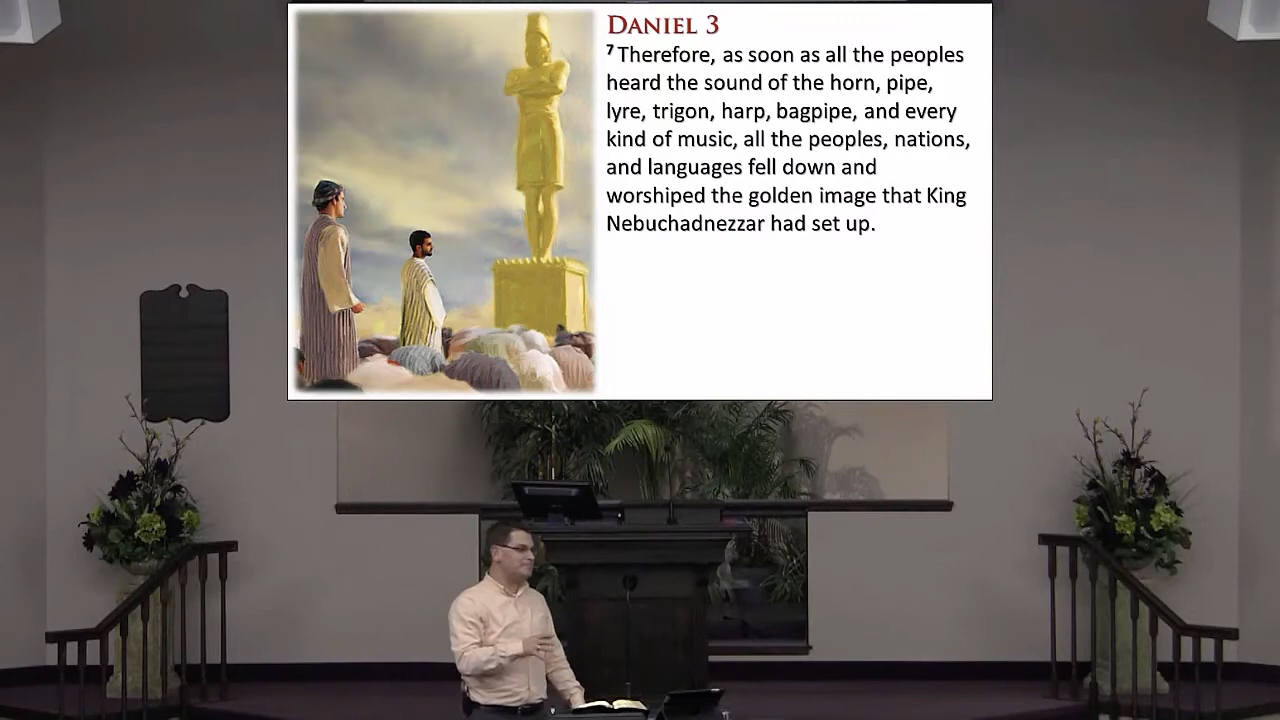 DANIEL 3
7 Therefore, as soon as all the peoples
heard the sound of the horn, pipe,
lyre, trigon, harp, bagpipe, and every
kind of music, all the peoples, nations,
and languages fell down and
worshiped the golden image that King
Nebuchadnezzar had set up.